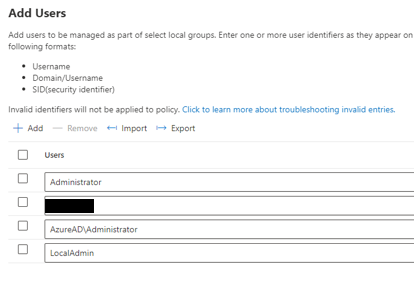 Add Users
Add users to be managed as part of select local groups. Enter one or more user identifiers as they appear on
following formats:
Username
Domain/Username
SID(security identifier)
Invalid identifiers will not be applied to policy. Click to learn more about troubleshooting invalid entries.
Add Remove Import Export
Users
Administrator
AzureAD\Administrator
LocalAdmin